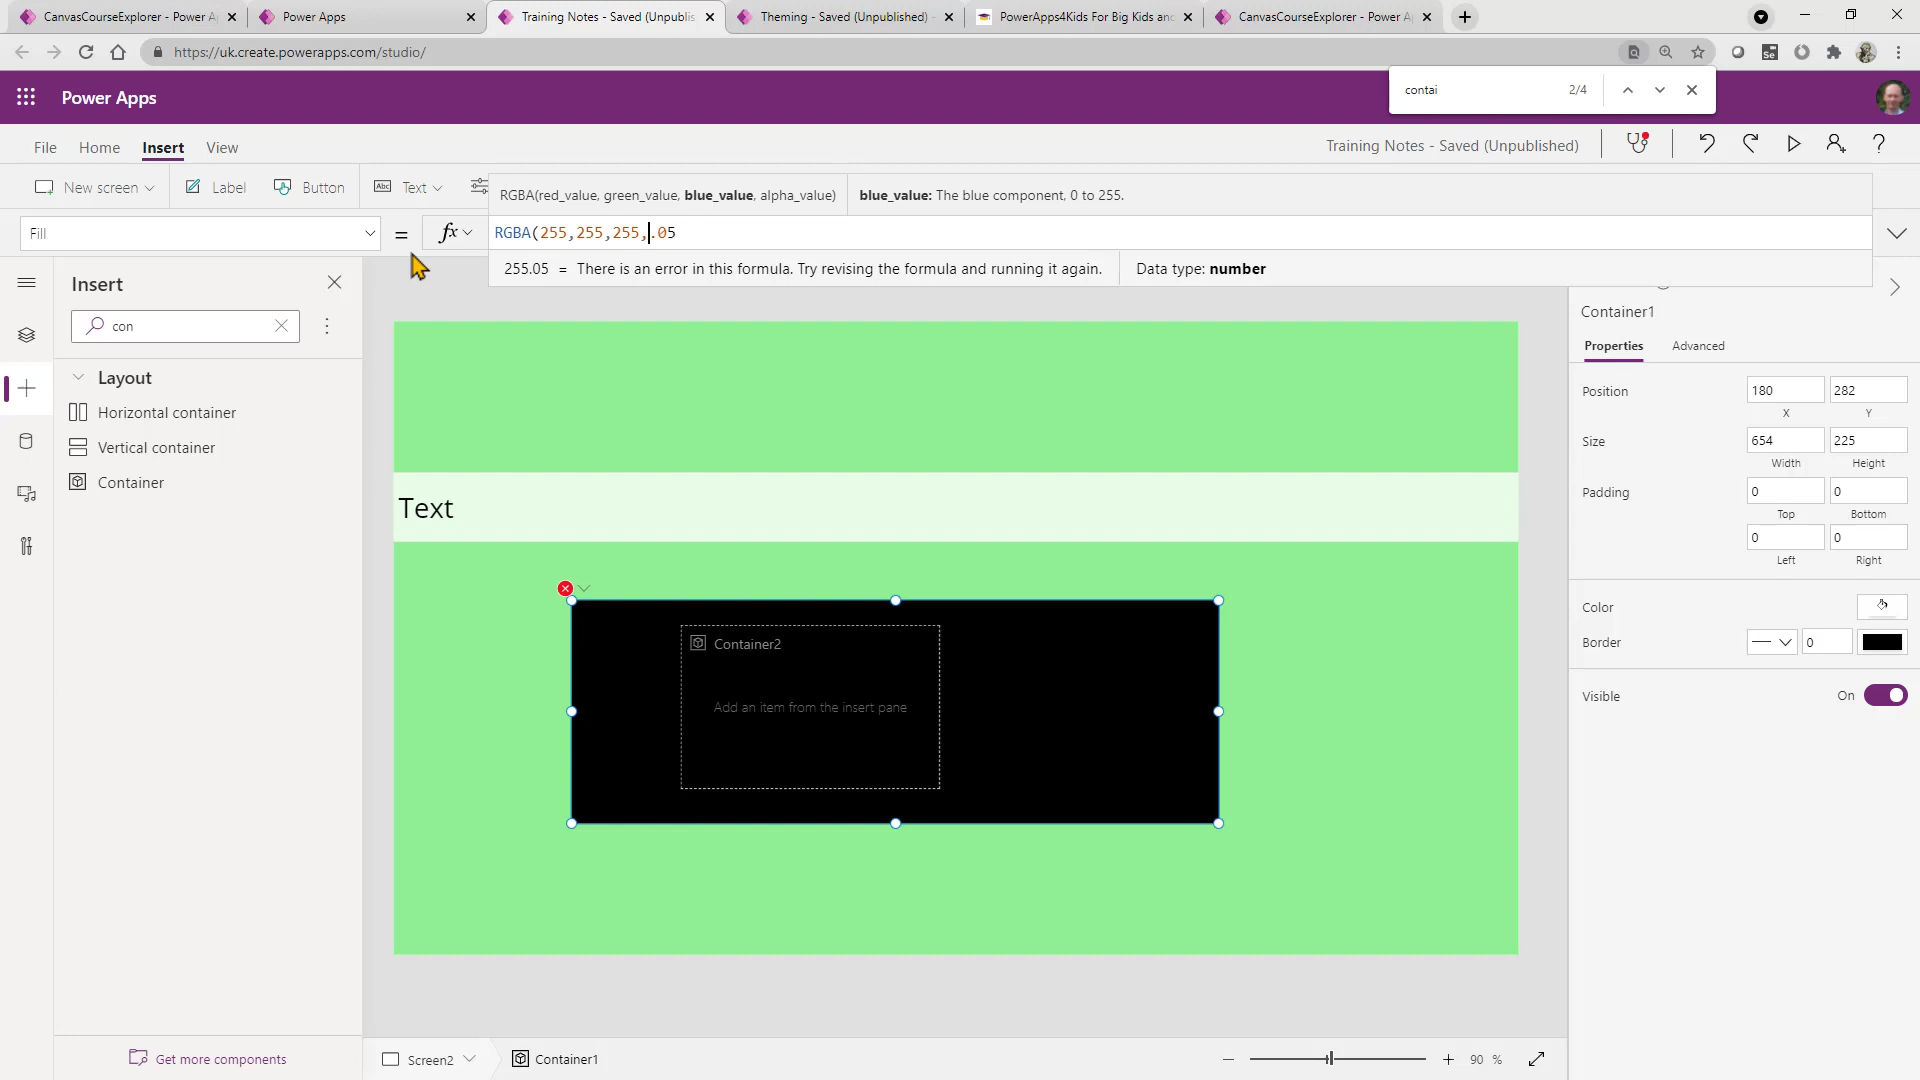 CanvasCourseExplorer - Power A
Power Apps
Training Notes - Saved (Unpublis
Theming - Saved (Unpublished) -
PowerApps4Kids For Big Kids an
CanvasCourseExplorer - Power A
https://uk.create.powerapps.com/studio/
Power Apps
contai 2/4
File Home Insert View
Training Notes - Saved (Unpublished)
New screen Label Button Abc Text
RGBA(red_value, green_value, blue_value, alpha_value) blue_value: The blue component, 0 to 255.
Fill = fx RGBA(255,255,255,.05
255.05 = There is an error in this formula. Try revising the formula and running it again. Data type: number
Insert
con
Layout
Horizontal container
Vertical container
Container
Get more components
Text
Container2
Add an item from the insert pane
Screen2 Container1
90 %
Container1
Properties Advanced
Position 180 282
X Y
Size 654 225
Width Height
Padding 0 0
Top Bottom
0 0
Left Right
Color
Border 0
Visible On